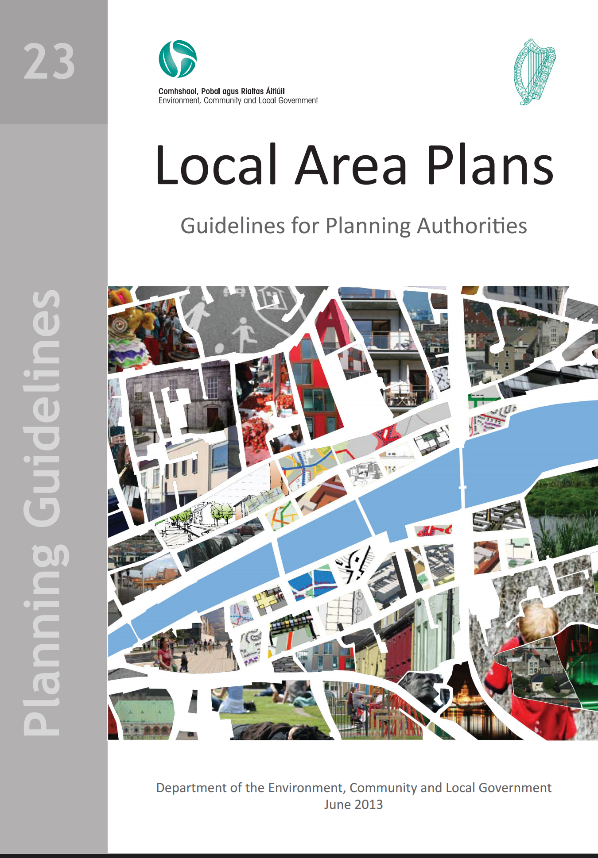 23
Comhshaol, Pobal agus Rialtas Áitiúil
Environment, Community and Local Government
Local Area Plans
Guidelines for Planning Authorities
Planning Guidelines
Department of the Environment, Community and Local Government
June 2013